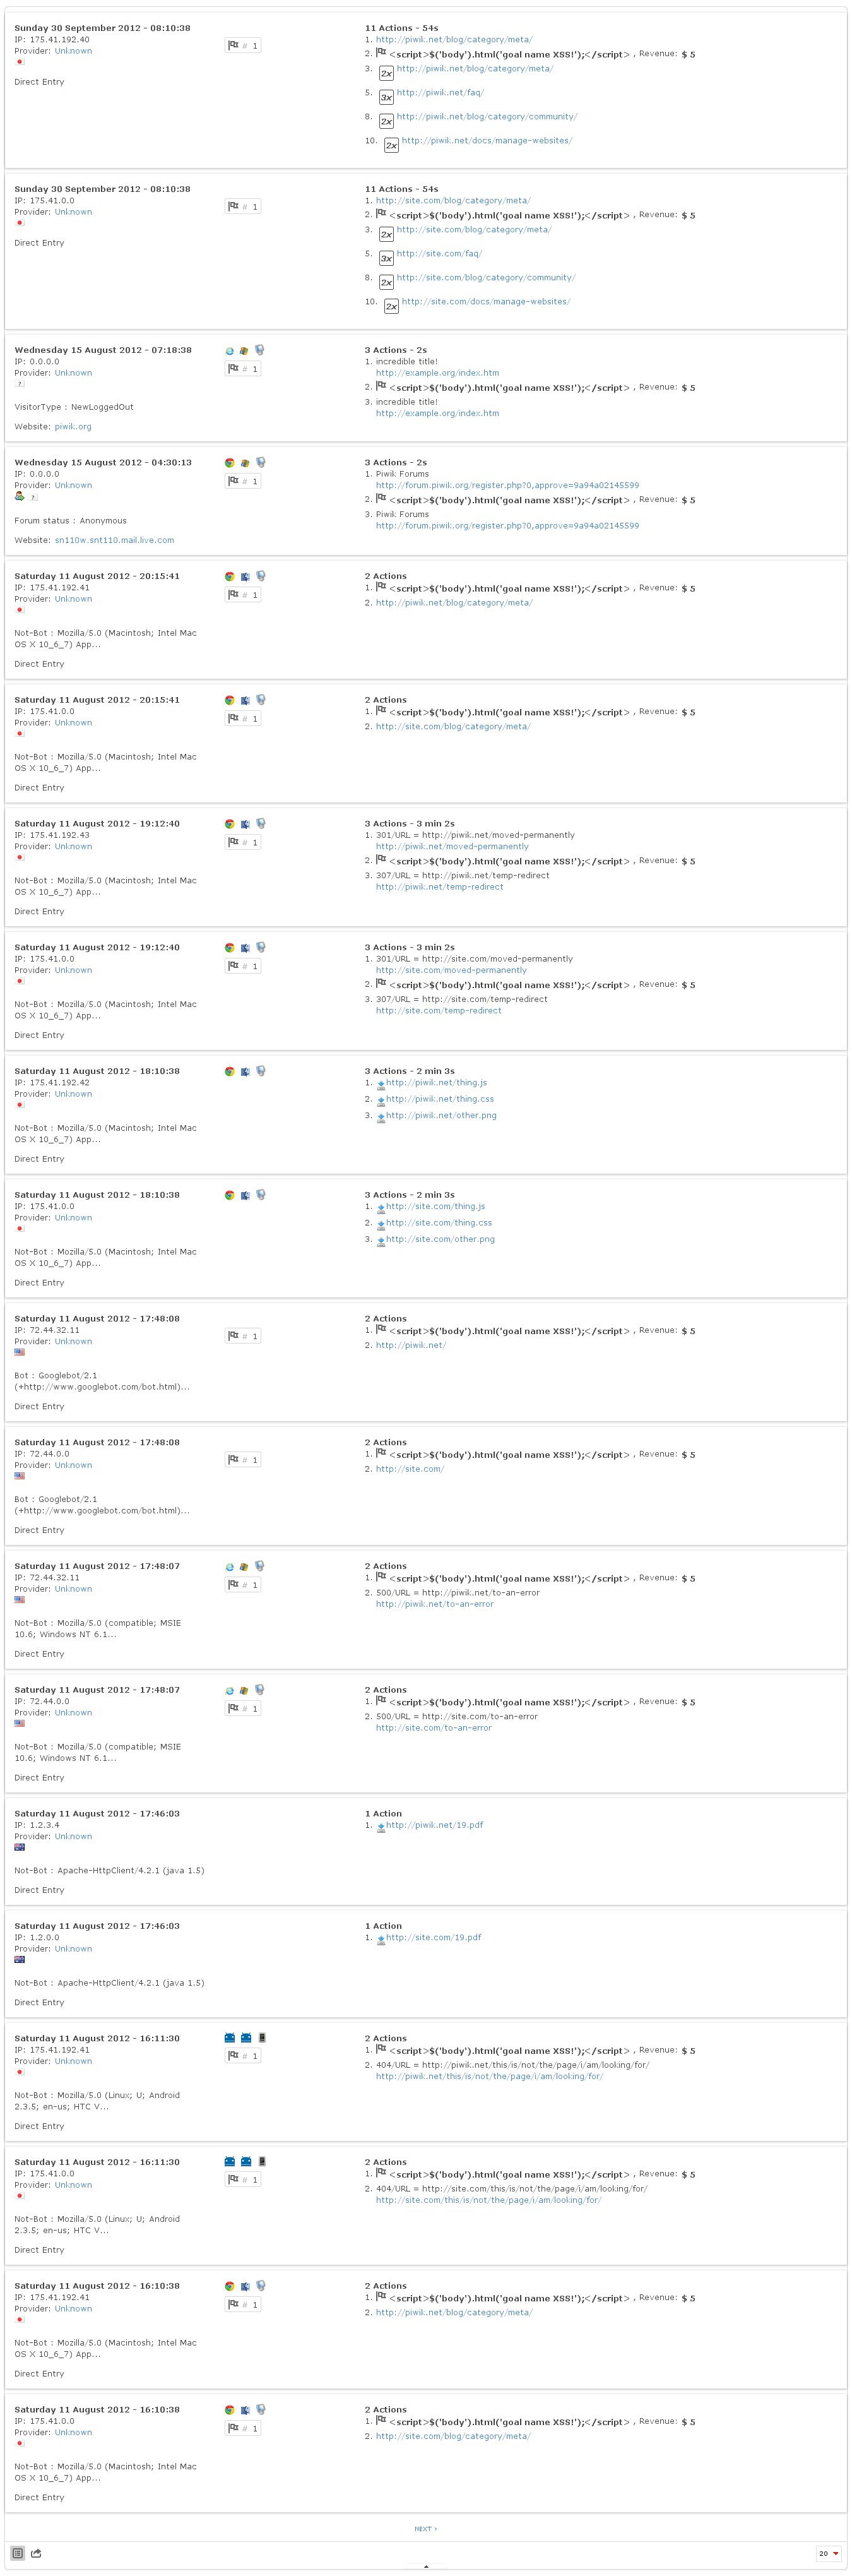 Sunday 30 September 2012 - 08:10:38
IP: 175.41.192.40
Provider: Unknown
Direct Entry
# 1
11 Actions - 54s
1. http://piwik.net/blog/category/meta/
2. <script>$('body').html('goal name XSS!');</script> , Revenue: $ 5
3. 2x http://piwik.net/blog/category/meta/
5. 3x http://piwik.net/faq/
8. 2x http://piwik.net/blog/category/community/
10. 2x http://piwik.net/docs/manage-websites/
Sunday 30 September 2012 - 08:10:38
IP: 175.41.0.0
Provider: Unknown
Direct Entry
# 1
11 Actions - 54s
1. http://site.com/blog/category/meta/
2. <script>$('body').html('goal name XSS!');</script> , Revenue: $ 5
3. 2x http://site.com/blog/category/meta/
5. 3x http://site.com/faq/
8. 2x http://site.com/blog/category/community/
10. 2x http://site.com/docs/manage-websites/
Wednesday 15 August 2012 - 07:18:38
IP: 0.0.0.0
Provider: Unknown
?
VisitorType : NewLoggedOut
Website: piwik.org
# 1
3 Actions - 2s
1. incredible title!
http://example.org/index.htm
2. <script>$('body').html('goal name XSS!');</script> , Revenue: $ 5
3. incredible title!
http://example.org/index.htm
Wednesday 15 August 2012 - 04:30:13
IP: 0.0.0.0
Provider: Unknown
?
Forum status : Anonymous
Website: sn110w.snt110.mail.live.com
# 1
3 Actions - 2s
1. Piwik Forums
http://forum.piwik.org/register.php?0,approve=9a94a02145599
2. <script>$('body').html('goal name XSS!');</script> , Revenue: $ 5
3. Piwik Forums
http://forum.piwik.org/register.php?0,approve=9a94a02145599
Saturday 11 August 2012 - 20:15:41
IP: 175.41.192.41
Provider: Unknown
Not-Bot : Mozilla/5.0 (Macintosh; Intel Mac
OS X 10_6_7) App...
Direct Entry
# 1
2 Actions
1. <script>$('body').html('goal name XSS!');</script> , Revenue: $ 5
2. http://piwik.net/blog/category/meta/
Saturday 11 August 2012 - 20:15:41
IP: 175.41.0.0
Provider: Unknown
Not-Bot : Mozilla/5.0 (Macintosh; Intel Mac
OS X 10_6_7) App...
Direct Entry
# 1
2 Actions
1. <script>$('body').html('goal name XSS!');</script> , Revenue: $ 5
2. http://site.com/blog/category/meta/
Saturday 11 August 2012 - 19:12:40
IP: 175.41.192.43
Provider: Unknown
Not-Bot : Mozilla/5.0 (Macintosh; Intel Mac
OS X 10_6_7) App...
Direct Entry
# 1
3 Actions - 3 min 2s
1. 301/URL = http://piwik.net/moved-permanently
http://piwik.net/moved-permanently
2. <script>$('body').html('goal name XSS!');</script> , Revenue: $ 5
3. 307/URL = http://piwik.net/temp-redirect
http://piwik.net/temp-redirect
Saturday 11 August 2012 - 19:12:40
IP: 175.41.0.0
Provider: Unknown
Not-Bot : Mozilla/5.0 (Macintosh; Intel Mac
OS X 10_6_7) App...
Direct Entry
# 1
3 Actions - 3 min 2s
1. 301/URL = http://site.com/moved-permanently
http://site.com/moved-permanently
2. <script>$('body').html('goal name XSS!');</script> , Revenue: $ 5
3. 307/URL = http://site.com/temp-redirect
http://site.com/temp-redirect
Saturday 11 August 2012 - 18:10:38
IP: 175.41.192.42
Provider: Unknown
Not-Bot : Mozilla/5.0 (Macintosh; Intel Mac
OS X 10_6_7) App...
Direct Entry
3 Actions - 2 min 3s
1. http://piwik.net/thing.js
2. http://piwik.net/thing.css
3. http://piwik.net/other.png
Saturday 11 August 2012 - 18:10:38
IP: 175.41.0.0
Provider: Unknown
Not-Bot : Mozilla/5.0 (Macintosh; Intel Mac
OS X 10_6_7) App...
Direct Entry
3 Actions - 2 min 3s
1. http://site.com/thing.js
2. http://site.com/thing.css
3. http://site.com/other.png
Saturday 11 August 2012 - 17:48:08
IP: 72.44.32.11
Provider: Unknown
Bot : Googlebot/2.1
(+http://www.googlebot.com/bot.html)...
Direct Entry
# 1
2 Actions
1. <script>$('body').html('goal name XSS!');</script> , Revenue: $ 5
2. http://piwik.net/
Saturday 11 August 2012 - 17:48:08
IP: 72.44.0.0
Provider: Unknown
Bot : Googlebot/2.1
(+http://www.googlebot.com/bot.html)...
Direct Entry
# 1
2 Actions
1. <script>$('body').html('goal name XSS!');</script> , Revenue: $ 5
2. http://site.com/
Saturday 11 August 2012 - 17:48:07
IP: 72.44.32.11
Provider: Unknown
Not-Bot : Mozilla/5.0 (compatible; MSIE
10.6; Windows NT 6.1...
Direct Entry
# 1
2 Actions
1. <script>$('body').html('goal name XSS!');</script> , Revenue: $ 5
2. 500/URL = http://piwik.net/to-an-error
http://piwik.net/to-an-error
Saturday 11 August 2012 - 17:48:07
IP: 72.44.0.0
Provider: Unknown
Not-Bot : Mozilla/5.0 (compatible; MSIE
10.6; Windows NT 6.1...
Direct Entry
# 1
2 Actions
1. <script>$('body').html('goal name XSS!');</script> , Revenue: $ 5
2. 500/URL = http://site.com/to-an-error
http://site.com/to-an-error
Saturday 11 August 2012 - 17:46:03
IP: 1.2.3.4
Provider: Unknown
Not-Bot : Apache-HttpClient/4.2.1 (java 1.5)
Direct Entry
1 Action
1. http://piwik.net/19.pdf
Saturday 11 August 2012 - 17:46:03
IP: 1.2.0.0
Provider: Unknown
Not-Bot : Apache-HttpClient/4.2.1 (java 1.5)
Direct Entry
1 Action
1. http://site.com/19.pdf
Saturday 11 August 2012 - 16:11:30
IP: 175.41.192.41
Provider: Unknown
Not-Bot : Mozilla/5.0 (Linux; U; Android
2.3.5; en-us; HTC V...
Direct Entry
# 1
2 Actions
1. <script>$('body').html('goal name XSS!');</script> , Revenue: $ 5
2. 404/URL = http://piwik.net/this/is/not/the/page/i/am/looking/for/
http://piwik.net/this/is/not/the/page/i/am/looking/for/
Saturday 11 August 2012 - 16:11:30
IP: 175.41.0.0
Provider: Unknown
Not-Bot : Mozilla/5.0 (Linux; U; Android
2.3.5; en-us; HTC V...
Direct Entry
# 1
2 Actions
1. <script>$('body').html('goal name XSS!');</script> , Revenue: $ 5
2. 404/URL = http://site.com/this/is/not/the/page/i/am/looking/for/
http://site.com/this/is/not/the/page/i/am/looking/for/
Saturday 11 August 2012 - 16:10:38
IP: 175.41.192.41
Provider: Unknown
Not-Bot : Mozilla/5.0 (Macintosh; Intel Mac
OS X 10_6_7) App...
Direct Entry
# 1
2 Actions
1. <script>$('body').html('goal name XSS!');</script> , Revenue: $ 5
2. http://piwik.net/blog/category/meta/
Saturday 11 August 2012 - 16:10:38
IP: 175.41.0.0
Provider: Unknown
Not-Bot : Mozilla/5.0 (Macintosh; Intel Mac
OS X 10_6_7) App...
Direct Entry
# 1
2 Actions
1. <script>$('body').html('goal name XSS!');</script> , Revenue: $ 5
2. http://site.com/blog/category/meta/
NEXT ›
20